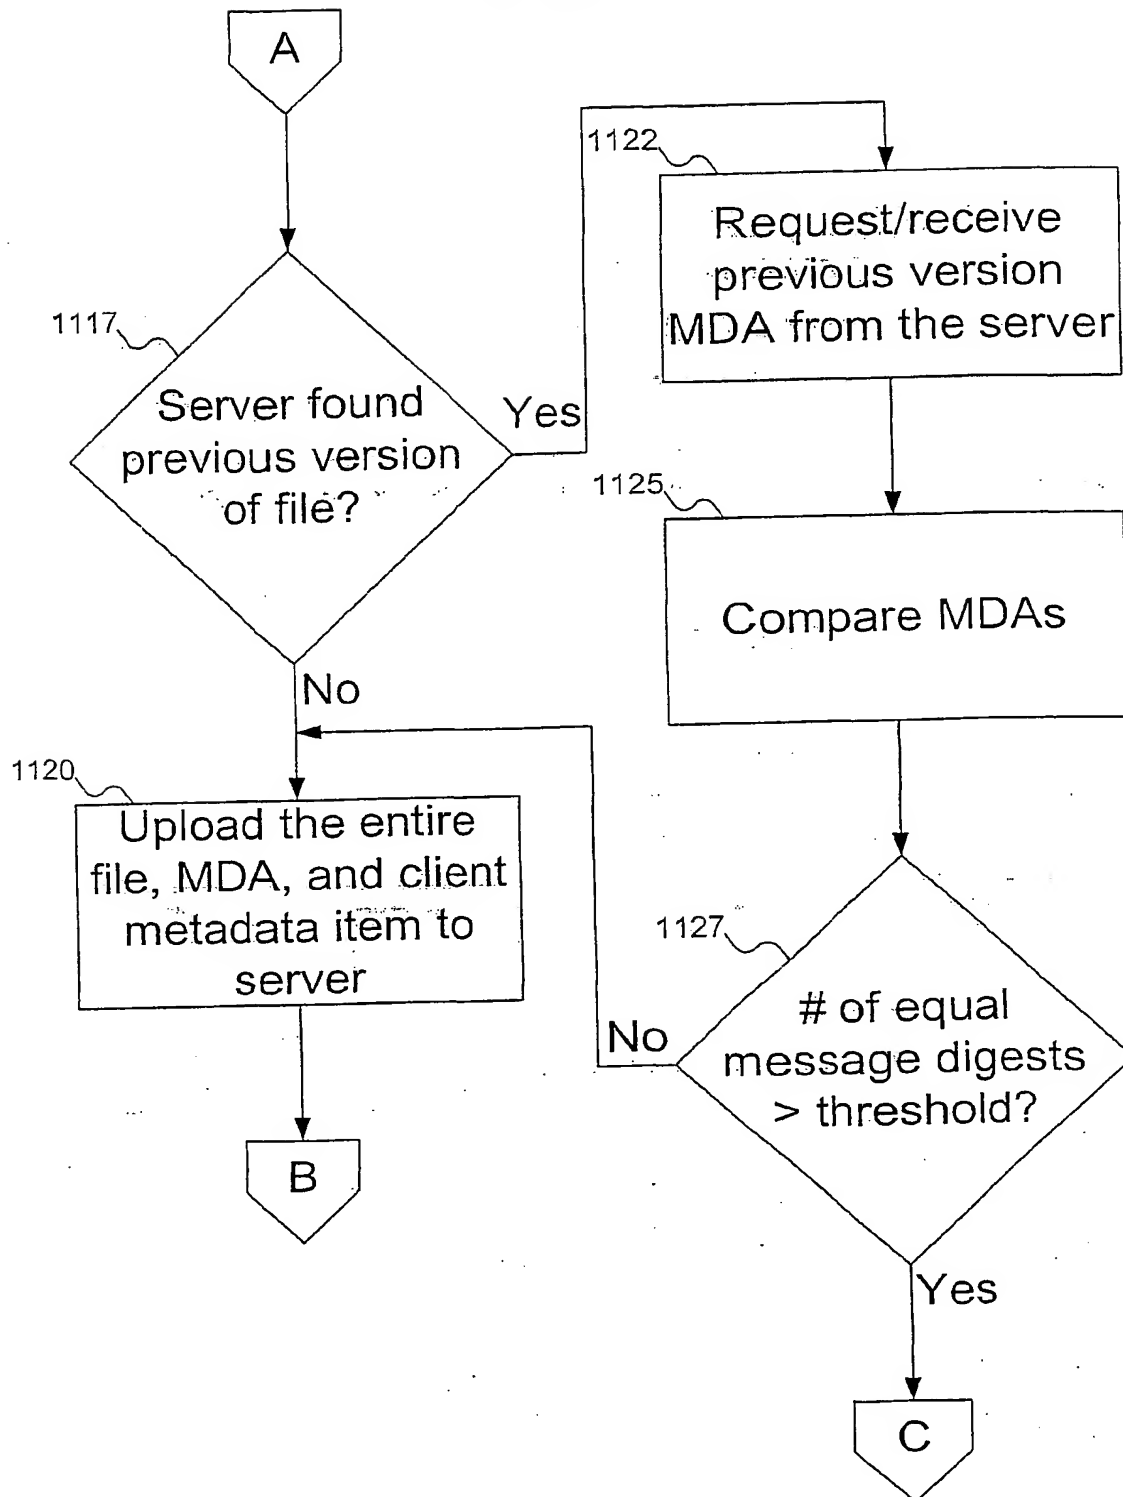 A
1117
Server found
previous version
of file?
Yes
No
1122
Request/receive
previous version
MDA from the server
1125
Compare MDAs
1127
# of equal
message digests
> threshold?
No
Yes
1120
Upload the entire
file, MDA, and client
metadata item to
server
B
C